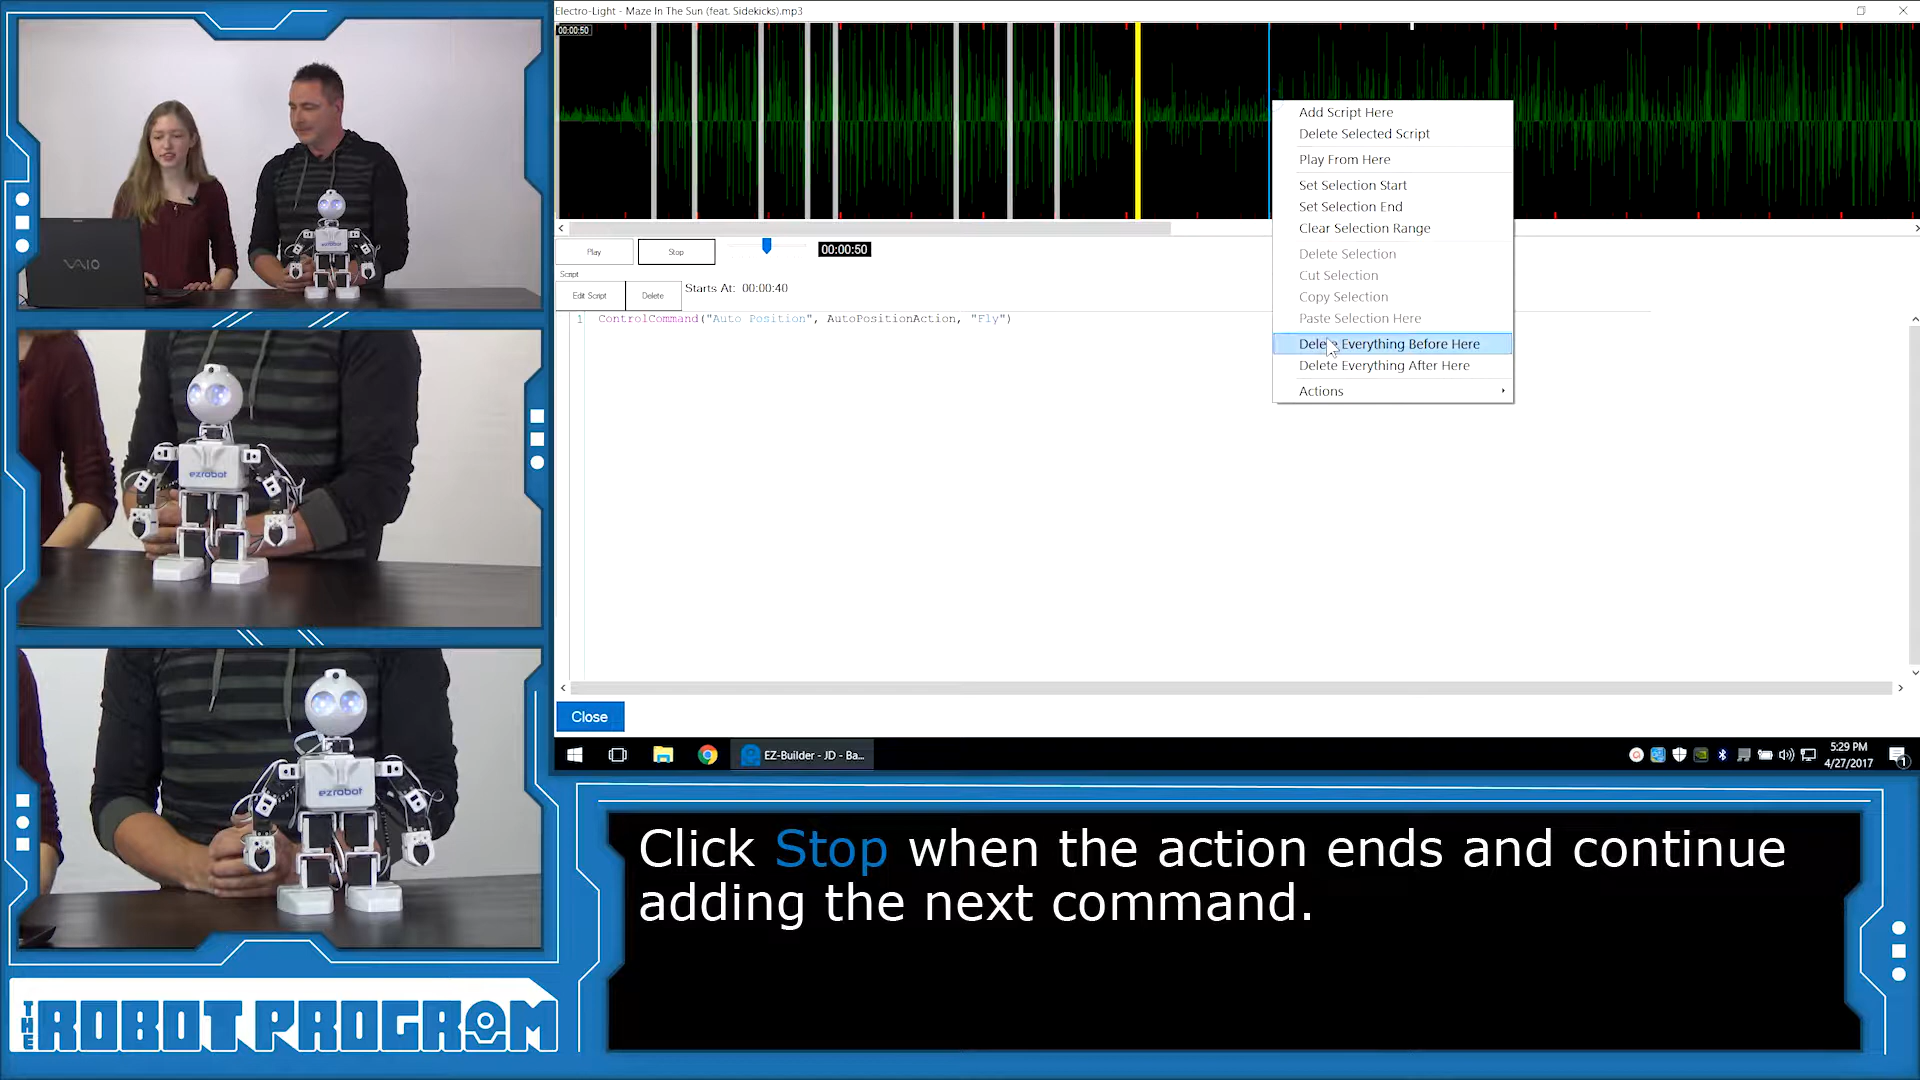 Electro-Light - Maze In The Sun (feat. Sidekicks).mp3
00:00:50
Add Script Here
Delete Selected Script
Play From Here
Set Selection Start
Set Selection End
Clear Selection Range
Delete Selection
Cut Selection
Copy Selection
Paste Selection Here
Delete Everything Before Here
Delete Everything After Here
Actions
Play
Stop
00:00:50
Script
Edit Script
Delete
Starts At: 00:00:40
1 ControlCommand("Auto Position", AutoPositionAction, "Fly")
Close
EZ-Builder - JD - Ba...
5:29 PM
4/27/2017
1
VAIO
ezrobot
ezrobot
ezrobot
Click Stop when the action ends and continue
adding the next command.
THE ROBOT PROGRAM